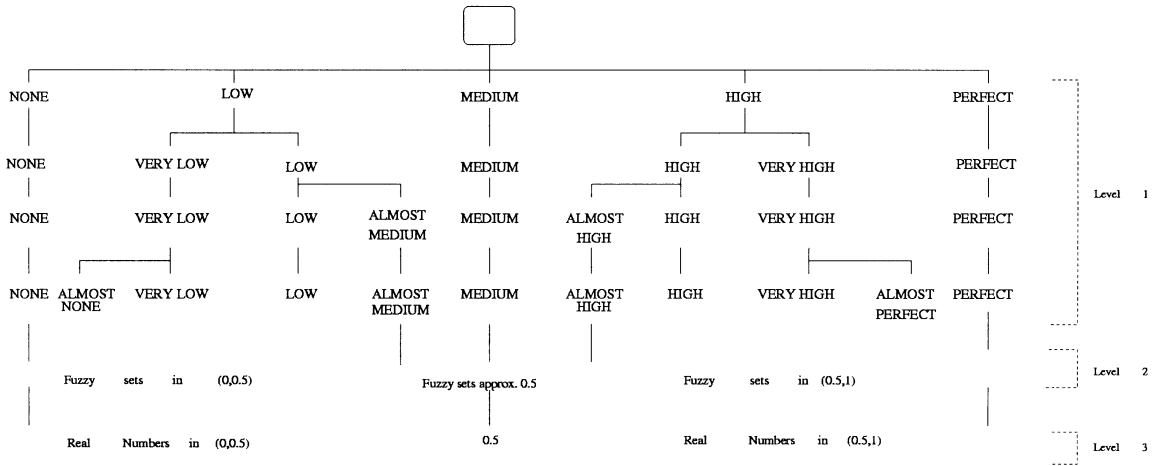 NONE LOW MEDIUM HIGH PERFECT
NONE VERY LOW LOW MEDIUM HIGH VERY HIGH PERFECT
Level 1
NONE VERY LOW LOW ALMOST MEDIUM MEDIUM ALMOST HIGH HIGH VERY HIGH PERFECT
NONE ALMOST NONE VERY LOW LOW ALMOST MEDIUM MEDIUM ALMOST HIGH HIGH VERY HIGH ALMOST PERFECT PERFECT
Fuzzy sets in (0,0.5) Fuzzy sets approx. 0.5 Fuzzy sets in (0.5,1) Level 2
Real Numbers in (0,0.5) 0.5 Real Numbers in (0.5,1) Level 3